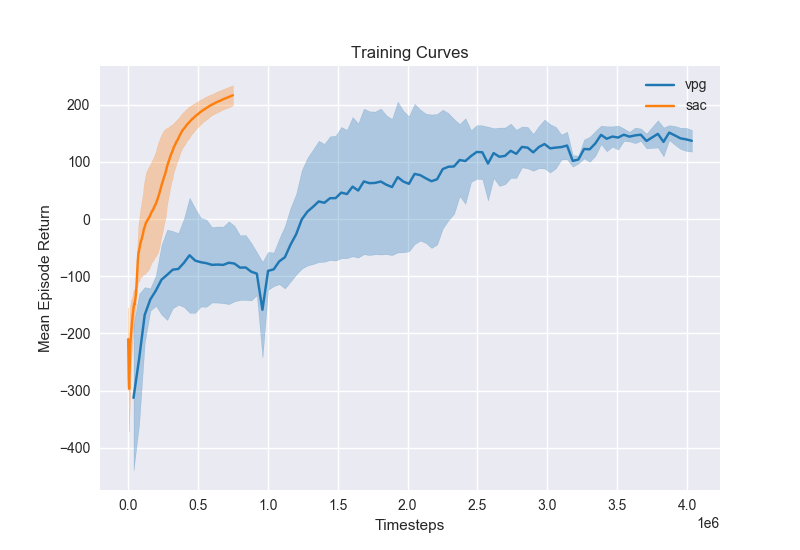 Training Curves
vpg
sac
Mean Episode Return
200
100
0
−100
−200
−300
−400
0.0 0.5 1.0 1.5 2.0 2.5 3.0 3.5 4.0
1e6
Timesteps